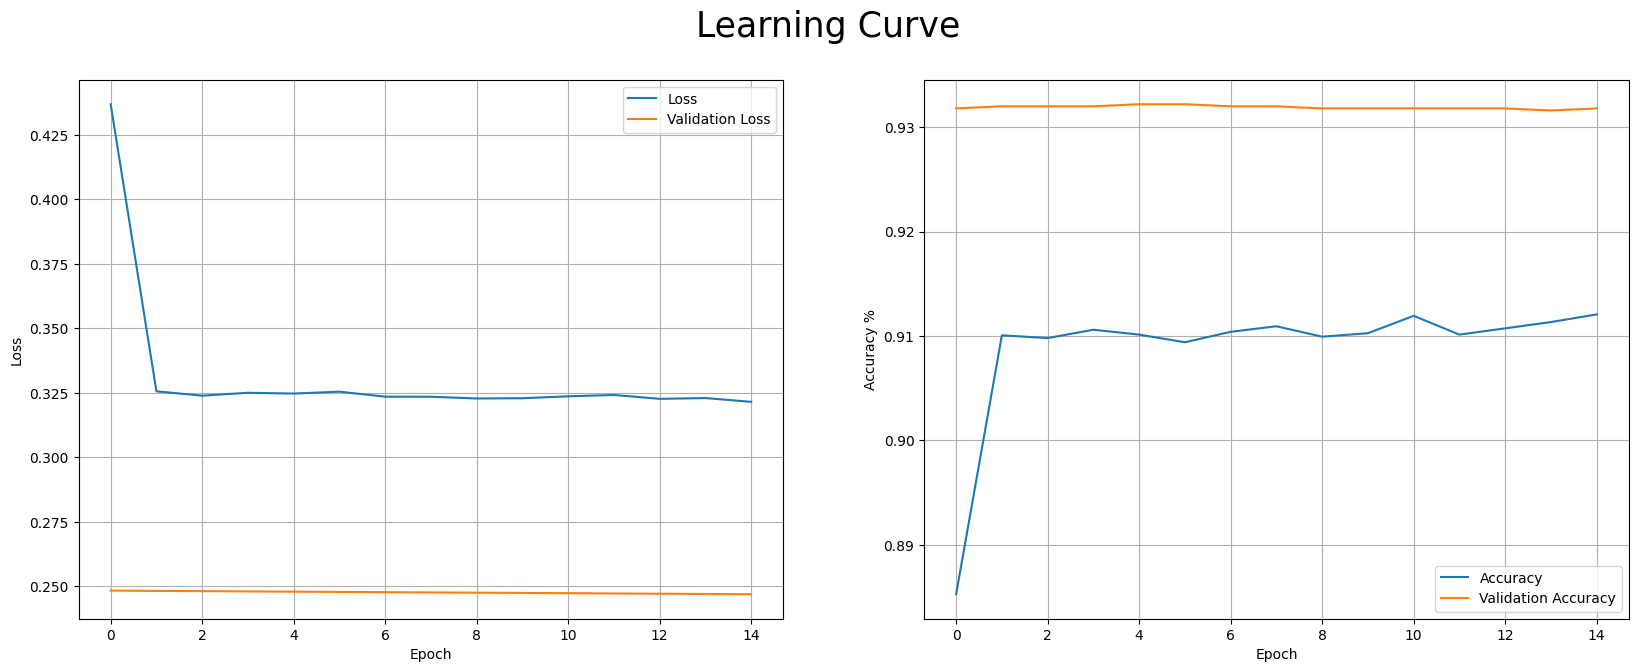 Learning Curve
Loss
Validation Loss
0.425
0.400
0.375
0.350
0.325
0.300
0.275
0.250
Loss
0 2 4 6 8 10 12 14
Epoch
0.93
0.92
0.91
0.90
0.89
Accuracy %
Accuracy
Validation Accuracy
0 2 4 6 8 10 12 14
Epoch